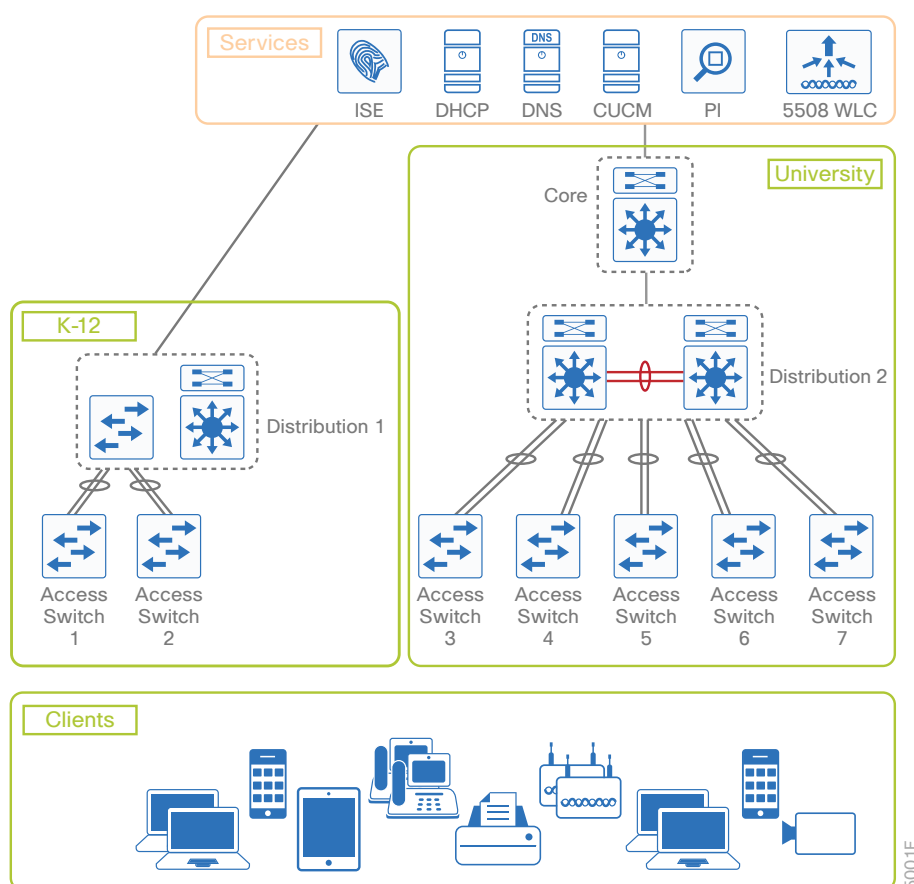 Services
DNS
ISE
DHCP
DNS
CUCM
PI
5508 WLC
University
Core
K-12
Distribution 2
Distribution 1
Access
Switch
1
Access
Switch
2
Access
Switch
3
Access
Switch
4
Access
Switch
5
Access
Switch
6
Access
Switch
7
Clients